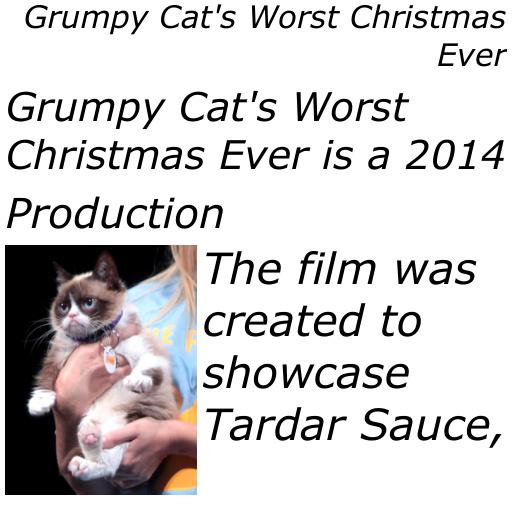 Grumpy Cat's Worst Christmas
Ever
Grumpy Cat's Worst
Christmas Ever is a 2014
Production
The film was
created to
showcase
Tardar Sauce,